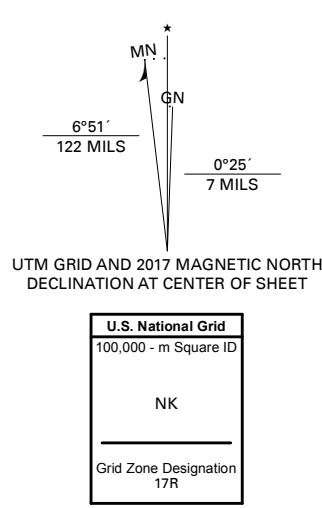 MN
GN
6°51´
122 MILS
0°25´
7 MILS
UTM GRID AND 2017 MAGNETIC NORTH
DECLINATION AT CENTER OF SHEET
U.S. National Grid
100,000 - m Square ID
NK
Grid Zone Designation
17R